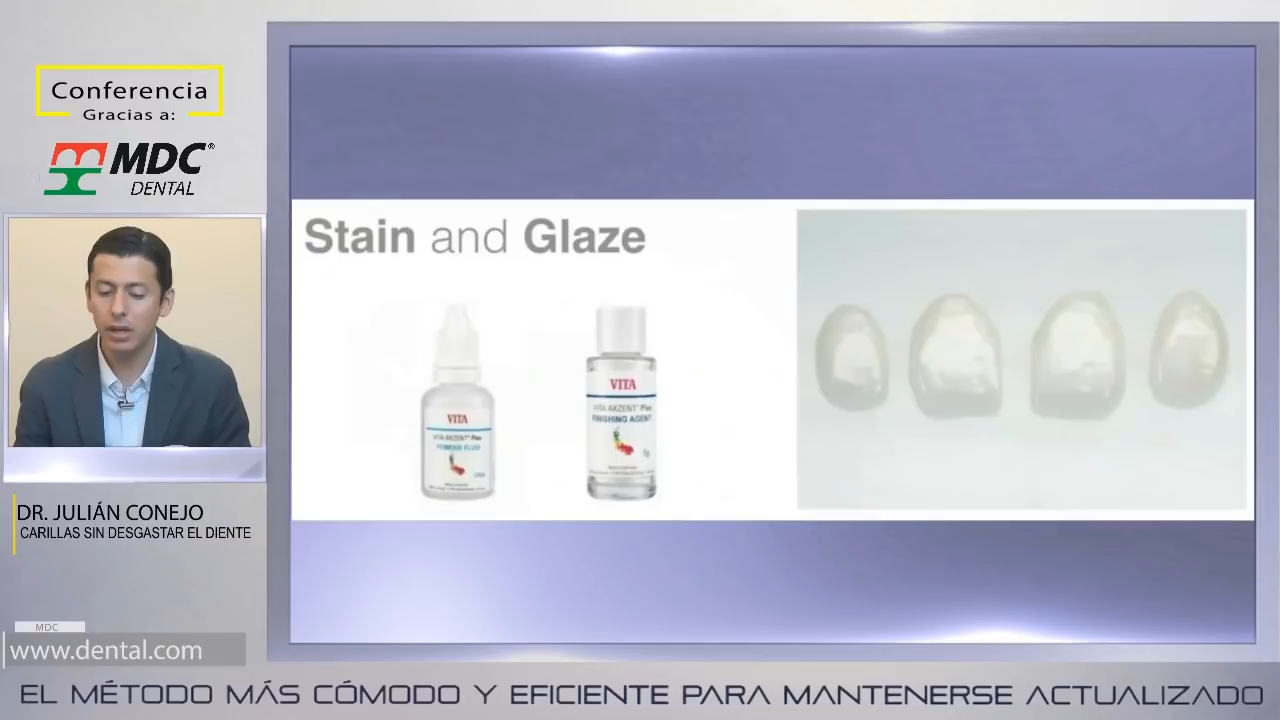 Conferencia
Gracias a:
MDC®
DENTAL
DR. JULIÁN CONEJO
CARILLAS SIN DESGASTAR EL DIENTE
MDC
www.dental.com
Stain and Glaze
VITA
VITA AKZENT® Plus
POWDER FLUID
VITA
VITA AKZENT® Plus
FINISHING AGENT
EL MÉTODO MÁS CÓMODO Y EFICIENTE PARA MANTENERSE ACTUALIZADO